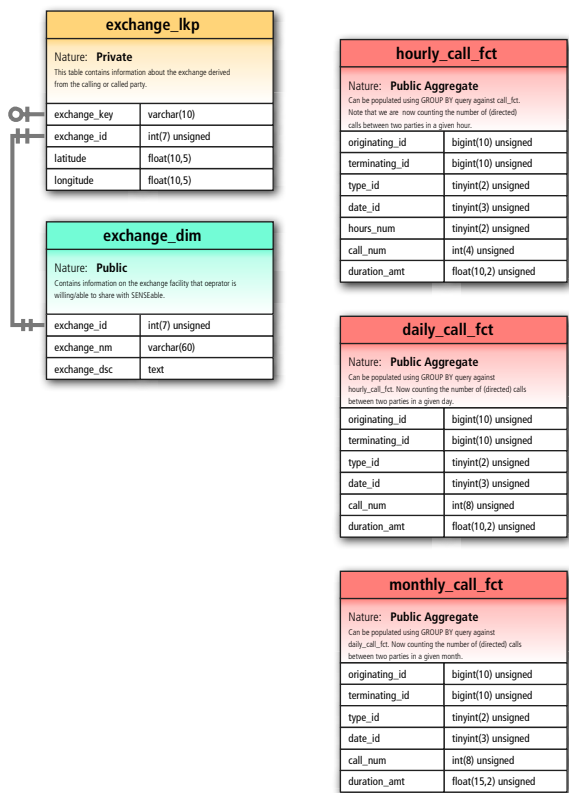 exchange_lkp
Nature: Private
This table contains information about the exchange derived
from the calling or called party.
exchange_key varchar(10)
exchange_id int(7) unsigned
latitude float(10,5)
longitude float(10,5)
exchange_dim
Nature: Public
Contains information on the exchange facility that oeprator is
willing/able to share with SENSEable.
exchange_id int(7) unsigned
exchange_nm varchar(60)
exchange_dsc text
hourly_call_fct
Nature: Public Aggregate
Can be populated using GROUP BY query against call_fct.
Note that we are now counting the number of (directed)
calls between two parties in a given hour.
originating_id bigint(10) unsigned
terminating_id bigint(10) unsigned
type_id tinyint(2) unsigned
date_id tinyint(3) unsigned
hours_num tinyint(2) unsigned
call_num int(4) unsigned
duration_amt float(10,2) unsigned
daily_call_fct
Nature: Public Aggregate
Can be populated using GROUP BY query against
hourly_call_fct. Now counting the number of (directed) calls
between two parties in a given day.
originating_id bigint(10) unsigned
terminating_id bigint(10) unsigned
type_id tinyint(2) unsigned
date_id tinyint(3) unsigned
call_num int(8) unsigned
duration_amt float(10,2) unsigned
monthly_call_fct
Nature: Public Aggregate
Can be populated using GROUP BY query against
daily_call_fct. Now counting the number of (directed) calls
between two parties in a given month.
originating_id bigint(10) unsigned
terminating_id bigint(10) unsigned
type_id tinyint(2) unsigned
date_id tinyint(3) unsigned
call_num int(8) unsigned
duration_amt float(15,2) unsigned